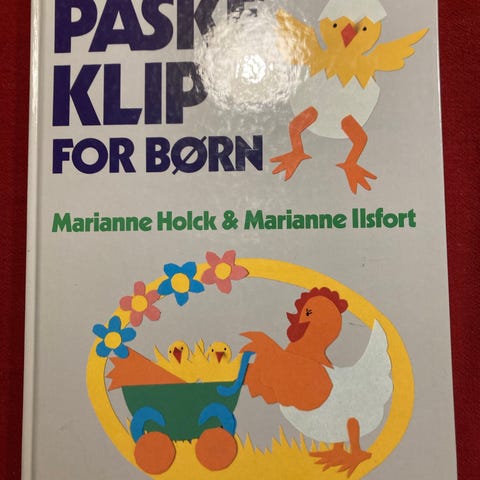 PÅSKE
KLIP
FOR BØRN
Marianne Holck & Marianne Ilsfort